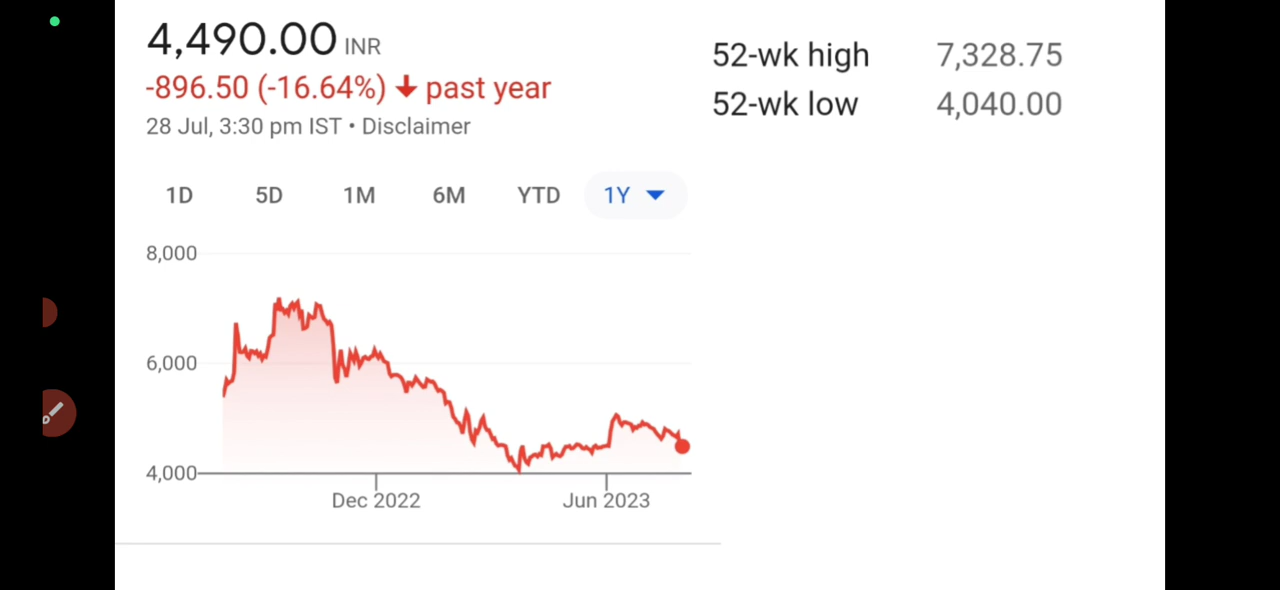 4,490.00 INR
-896.50 (-16.64%) ↓ past year
28 Jul, 3:30 pm IST • Disclaimer
52-wk high 7,328.75
52-wk low 4,040.00
1D 5D 1M 6M YTD 1Y
8,000
6,000
4,000
Dec 2022 Jun 2023